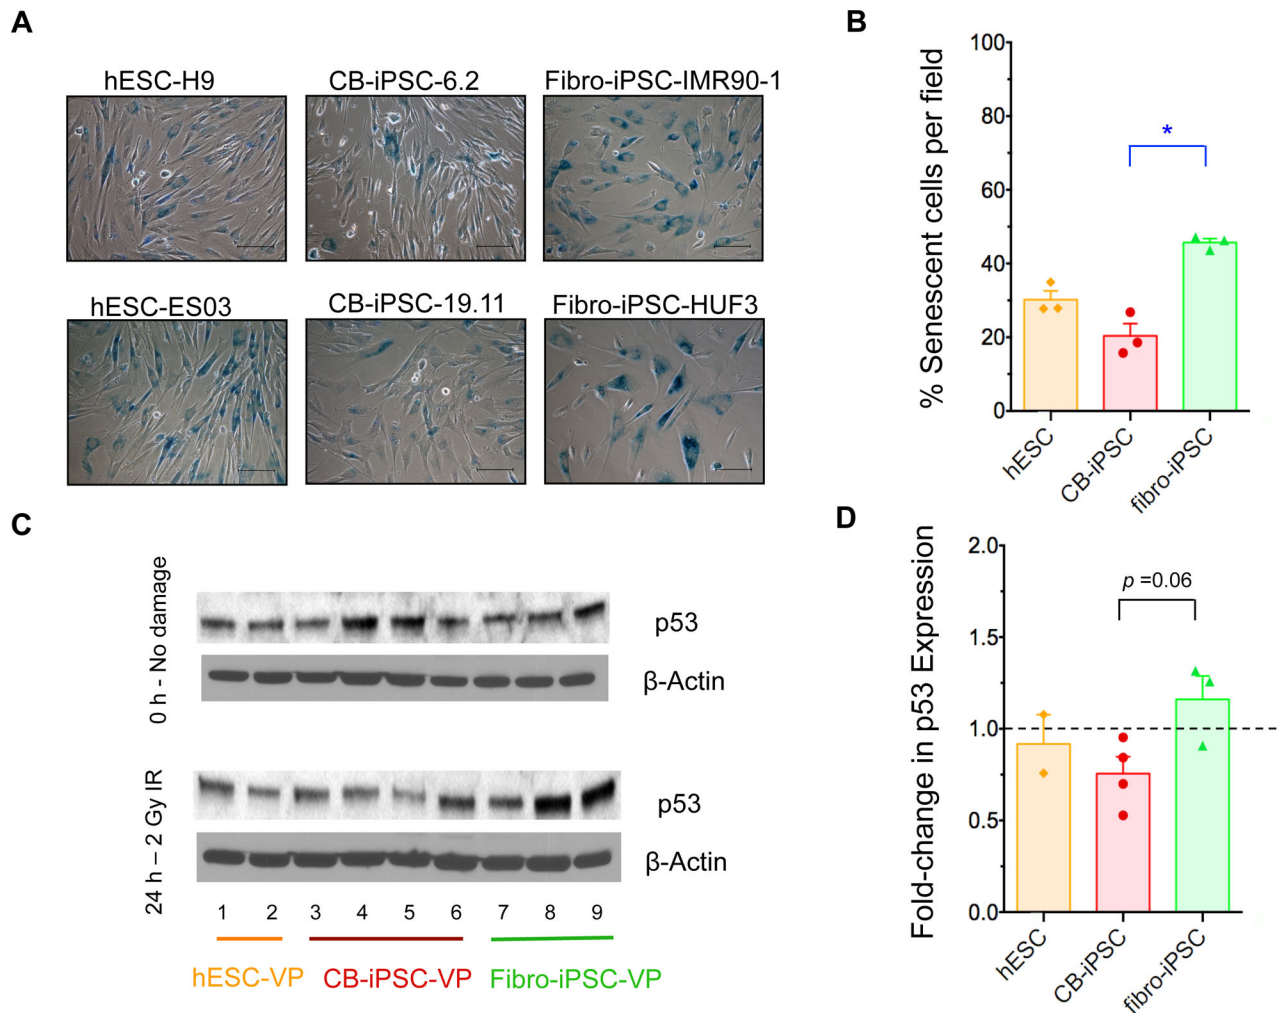 A
hESC-H9
CB-iPSC-6.2
Fibro-iPSC-IMR90-1
hESC-ES03
CB-iPSC-19.11
Fibro-iPSC-HUF3
B
% Senescent cells per field
100
80
60
40
20
0
*
hESC
CB-iPSC
fibro-iPSC
C
0 h - No damage
p53
β-Actin
24 h – 2 Gy IR
p53
β-Actin
1 2 3 4 5 6 7 8 9
hESC-VP CB-iPSC-VP Fibro-iPSC-VP
D
Fold-change in p53 Expression
2.0
1.5
1.0
0.5
0.0
p =0.06
hESC
CB-iPSC
fibro-iPSC